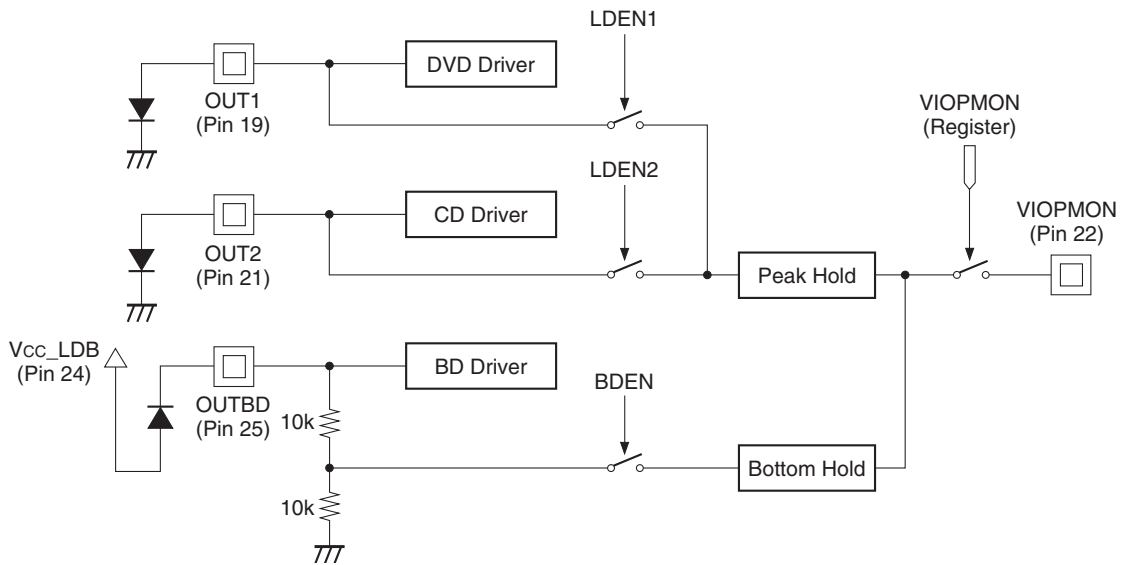 LDEN1
DVD Driver
OUT1
(Pin 19)
VIOPMON
(Register)
LDEN2
CD Driver
OUT2
(Pin 21)
VIOPMON
(Pin 22)
Peak Hold
VCC_LDB
(Pin 24)
BD Driver
OUTBD
(Pin 25)
BDEN
10k
Bottom Hold
10k